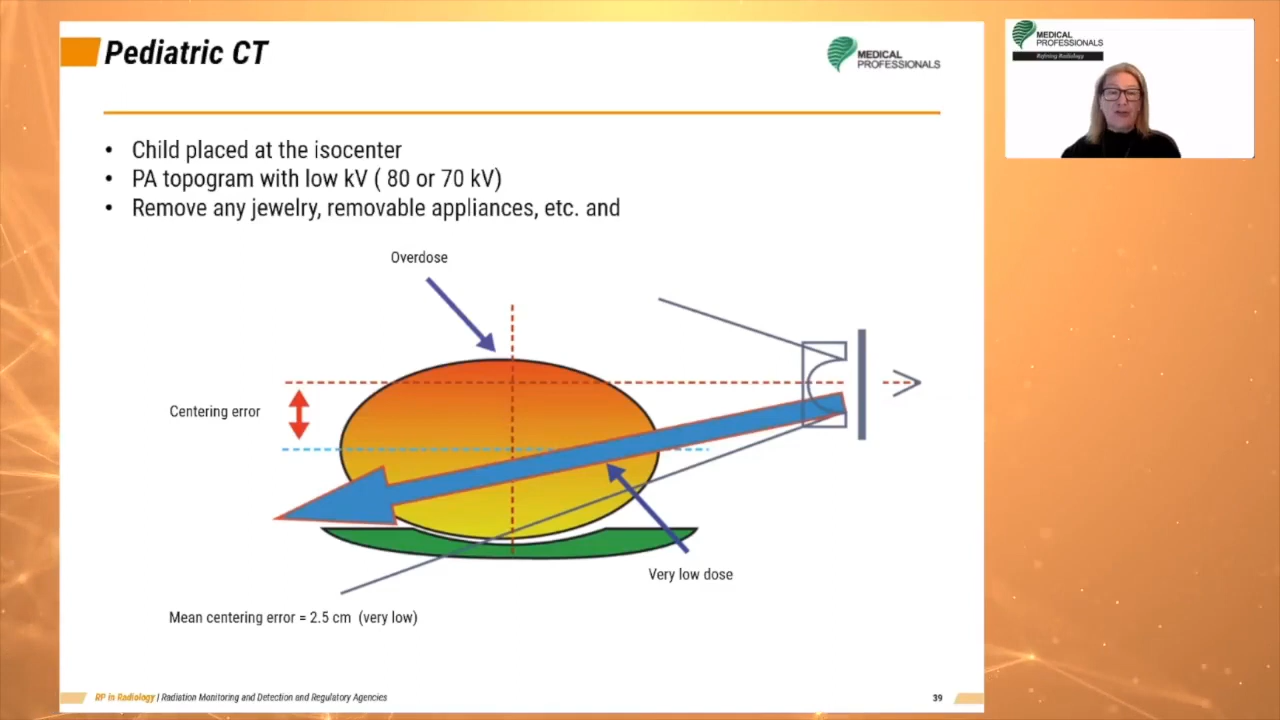 Pediatric CT
MEDICAL
PROFESSIONALS
MEDICAL
PROFESSIONALS
Refining Radiology
• Child placed at the isocenter
• PA topogram with low kV ( 80 or 70 kV)
• Remove any jewelry, removable appliances, etc. and
Overdose
Centering error
Very low dose
Mean centering error = 2.5 cm (very low)
RP in Radiology | Radiation Monitoring and Detection and Regulatory Agencies
39